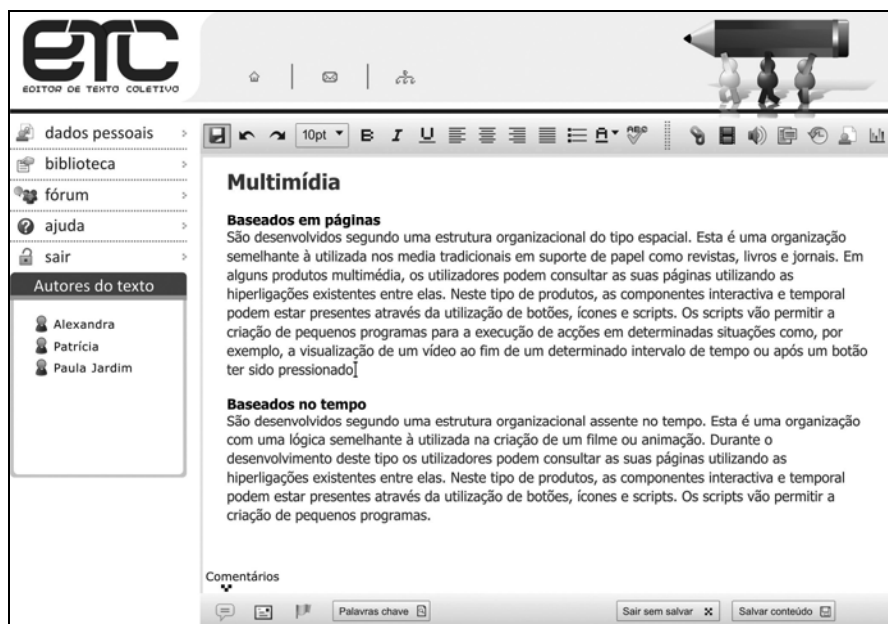 ETC
EDITOR DE TEXTO COLETIVO
dados pessoais
biblioteca
fórum
ajuda
sair
Autores do texto
Alexandra
Patrícia
Paula Jardim
10pt B I U A ABC
Multimídia
Baseados em páginas
São desenvolvidos segundo uma estrutura organizacional do tipo espacial. Esta é uma organização
semelhante à utilizada nos media tradicionais em suporte de papel como revistas, livros e jornais. Em
alguns produtos multimédia, os utilizadores podem consultar as suas páginas utilizando as
hiperligações existentes entre elas. Neste tipo de produtos, as componentes interactiva e temporal
podem estar presentes através da utilização de botões, ícones e scripts. Os scripts vão permitir a
criação de pequenos programas para a execução de acções em determinadas situações como, por
exemplo, a visualização de um vídeo ao fim de um determinado intervalo de tempo ou após um botão
ter sido pressionado
Baseados no tempo
São desenvolvidos segundo uma estrutura organizacional assente no tempo. Esta é uma organização
com uma lógica semelhante à utilizada na criação de um filme ou animação. Durante o
desenvolvimento deste tipo os utilizadores podem consultar as suas páginas utilizando as
hiperligações existentes entre elas. Neste tipo de produtos, as componentes interactiva e temporal
podem estar presentes através da utilização de botões, ícones e scripts. Os scripts vão permitir a
criação de pequenos programas.
Comentários
Palavras chave
Sair sem salvar
Salvar conteúdo